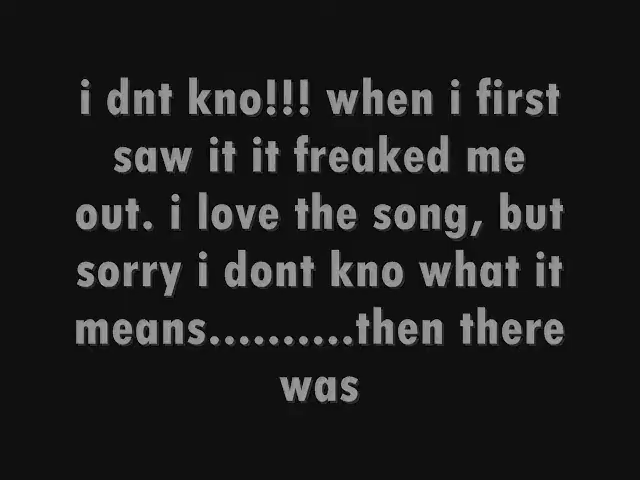 i dnt kno!!! when i first
saw it it freaked me
out. i love the song, but
sorry i dont kno what it
means..........then there
was